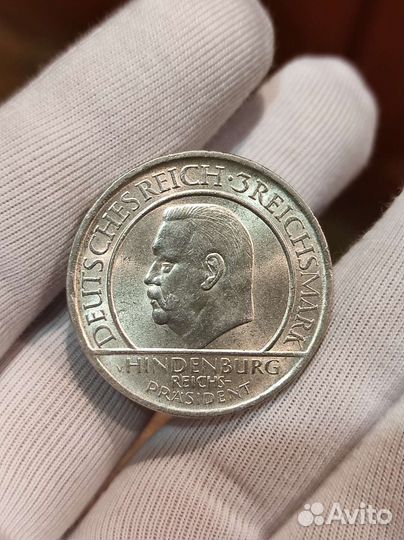 DEUTSCHES REICH · 3 REICHSMARK
v. HINDENBURG
REICHS-
PRÄSIDENT
Avito